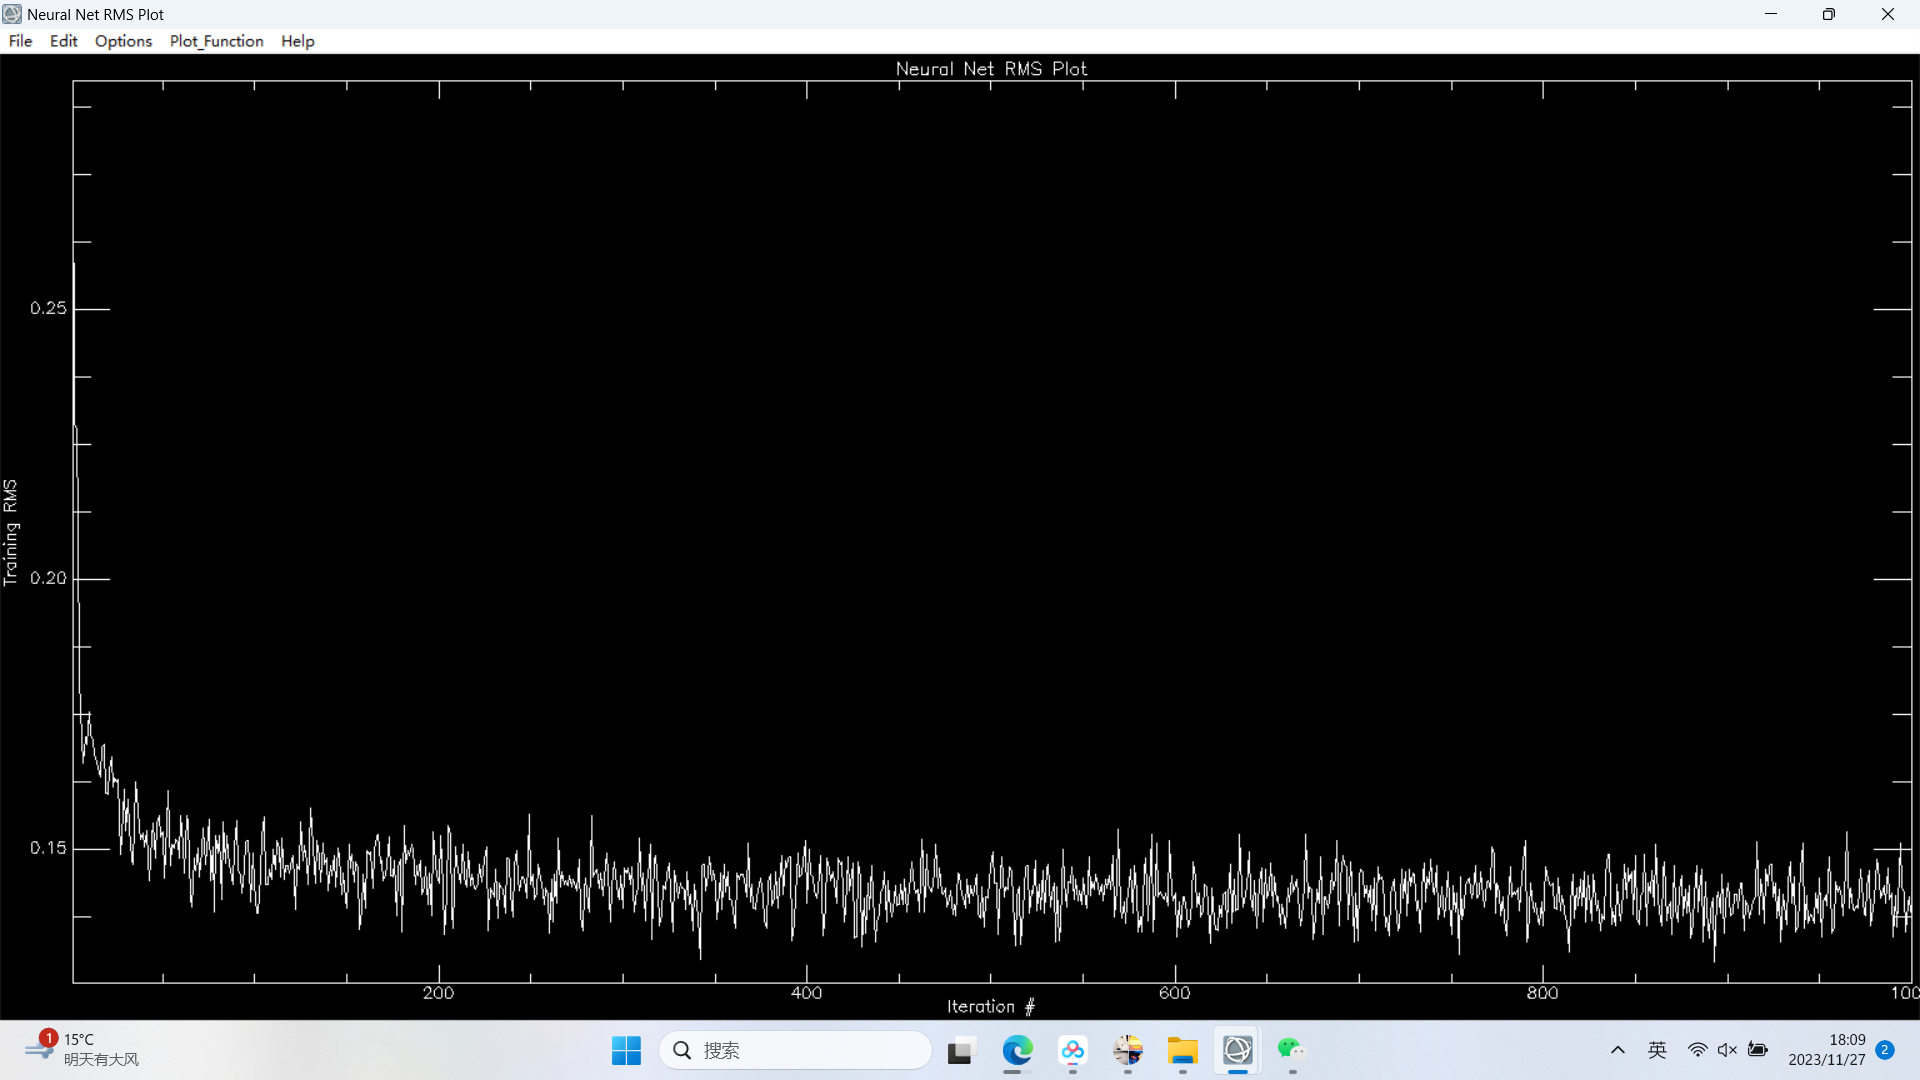 Neural Net RMS Plot
File Edit Options Plot_Function Help
Neural Net RMS Plot
0.25
0.20
0.15
Training RMS
200 400 600 800 100
Iteration #
1
15°C
明天有大风
搜索
英
18:09
2023/11/27
2